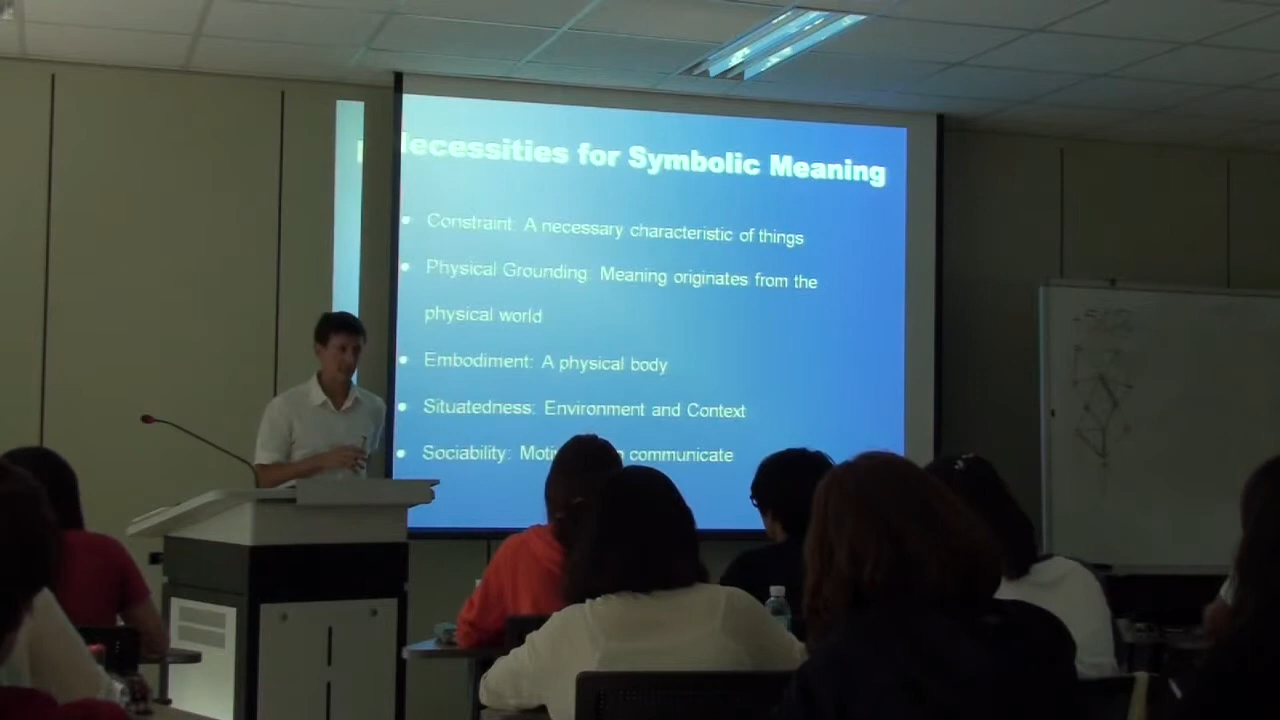 Necessities for Symbolic Meaning
• Constraint: A necessary characteristic of things
• Physical Grounding: Meaning originates from the
physical world
• Embodiment: A physical body
• Situatedness: Environment and Context
• Sociability: communicate